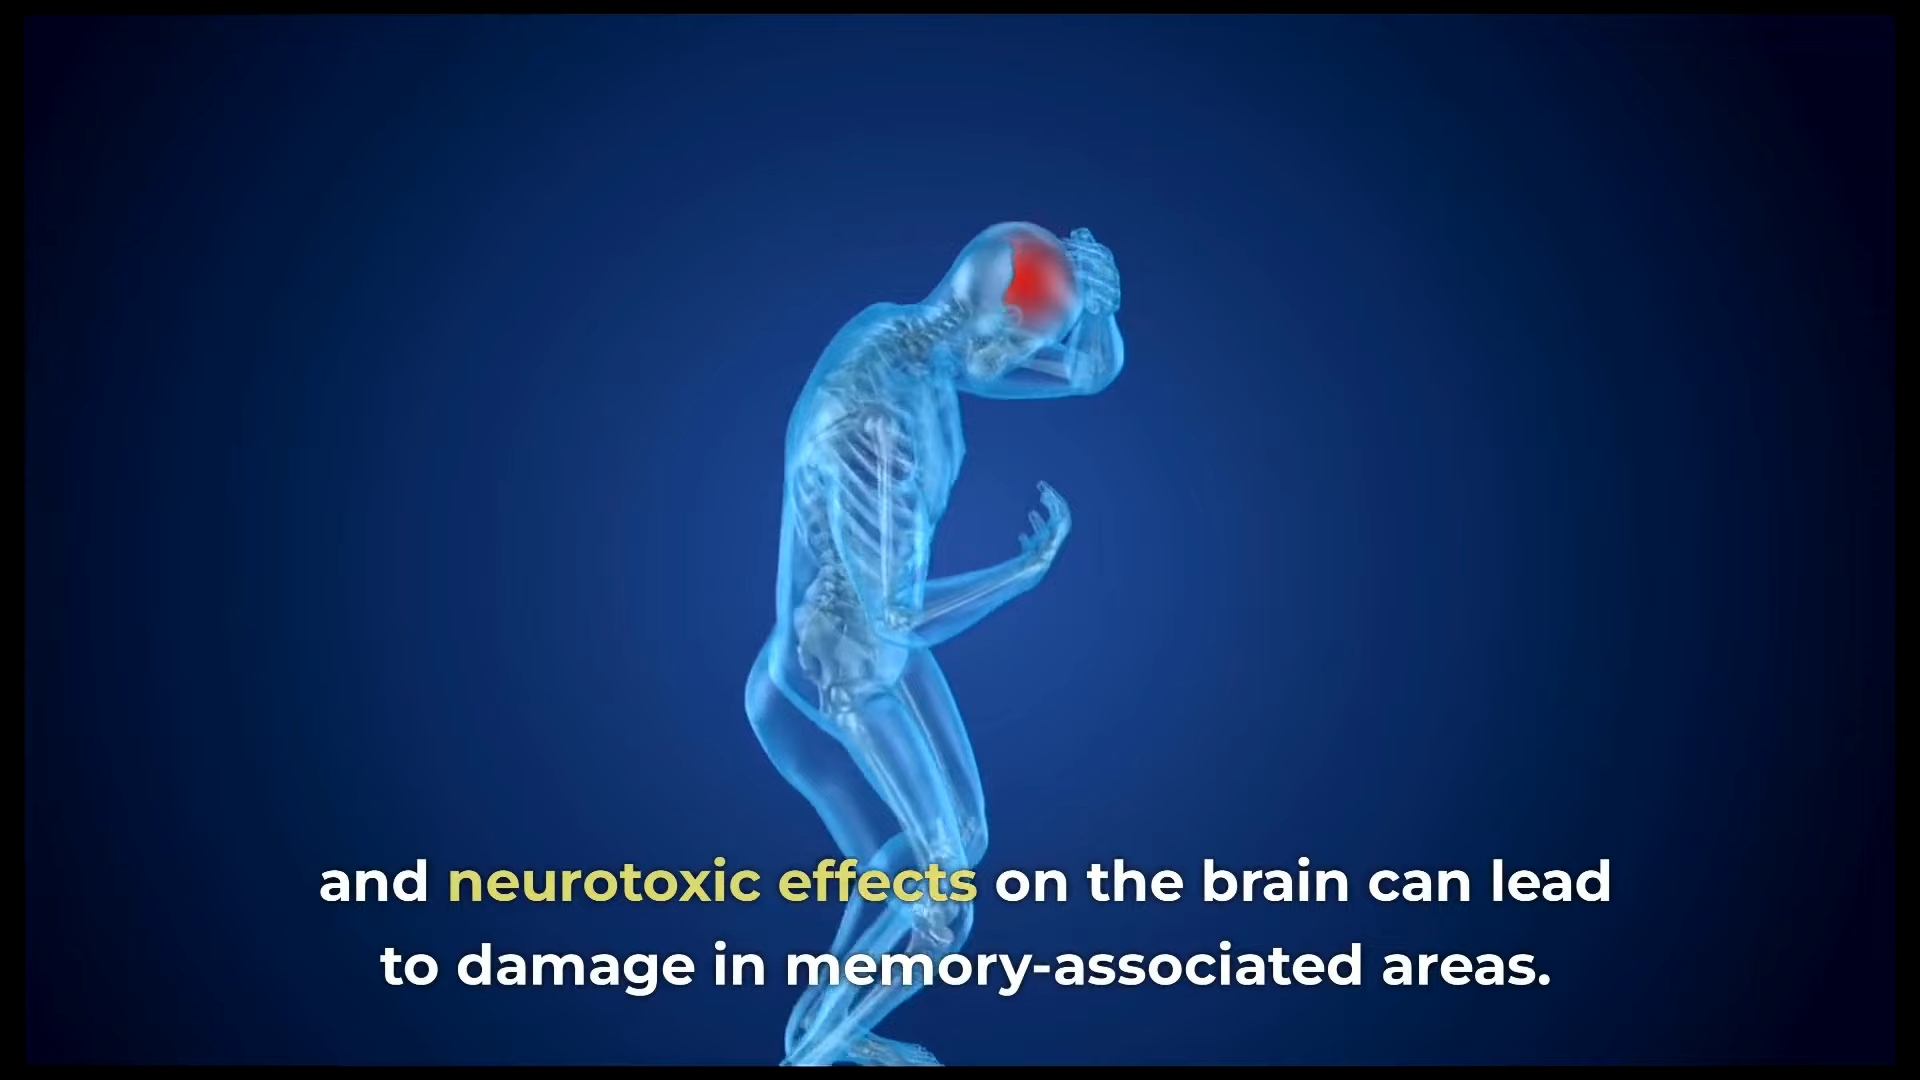 and neurotoxic effects on the brain can lead
to damage in memory-associated areas.